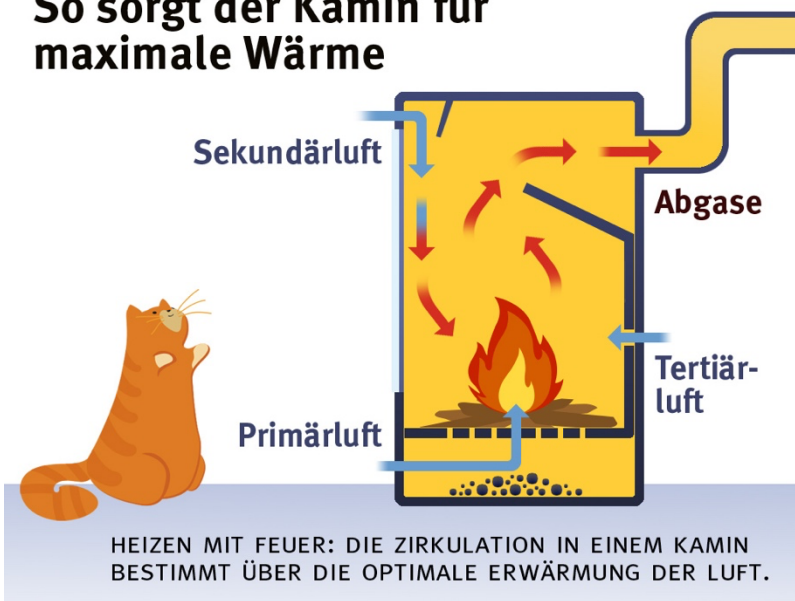 So sorgt der Kamin für
maximale Wärme
Sekundärluft
Abgase
Tertiär-
luft
Primärluft
HEIZEN MIT FEUER: DIE ZIRKULATION IN EINEM KAMIN
BESTIMMT ÜBER DIE OPTIMALE ERWÄRMUNG DER LUFT.